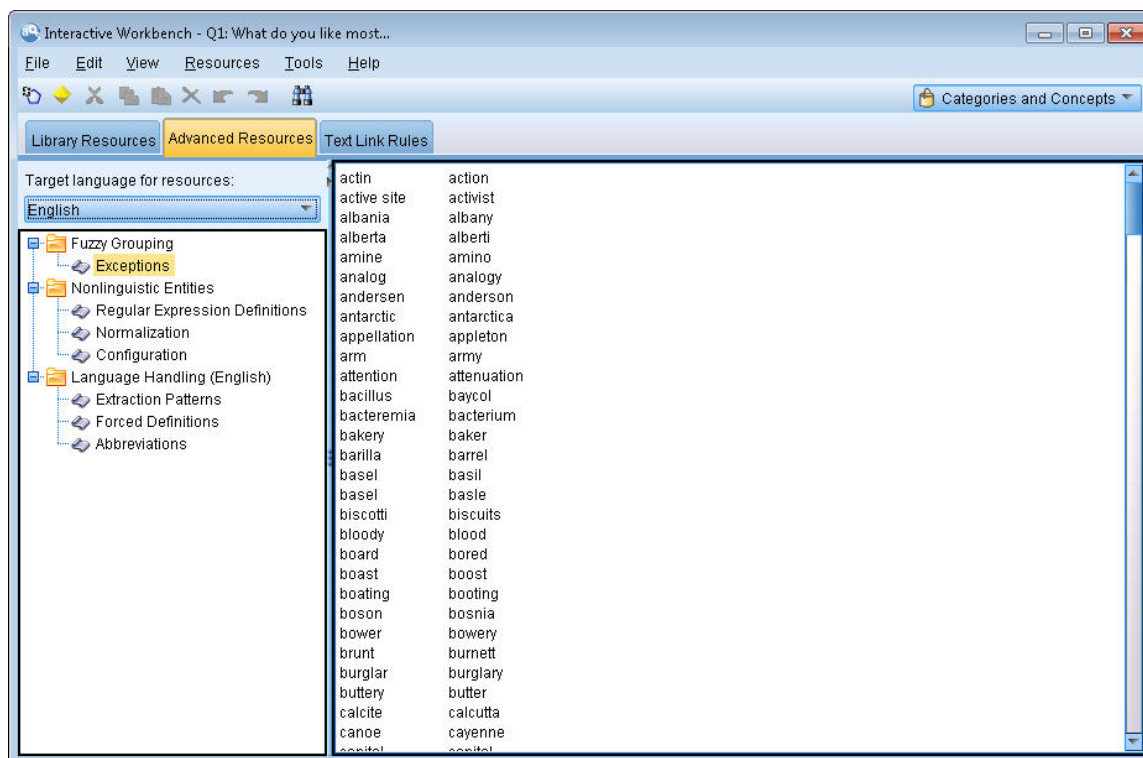 Interactive Workbench - Q1: What do you like most...
File Edit View Resources Tools Help
Categories and Concepts
Library Resources Advanced Resources Text Link Rules
Target language for resources:
English
Fuzzy Grouping
Exceptions
Nonlinguistic Entities
Regular Expression Definitions
Normalization
Configuration
Language Handling (English)
Extraction Patterns
Forced Definitions
Abbreviations
actin action
active site activist
albania albany
alberta alberti
amine amino
analog analogy
andersen anderson
antarctic antarctica
appellation appleton
arm army
attention attenuation
bacillus baycol
bacteremia bacterium
bakery baker
barilla barrel
basel basil
basel basle
biscotti biscuits
bloody blood
board bored
boast boost
boating booting
boson bosnia
bower bowery
brunt burnett
burglar burglary
buttery butter
calcite calcutta
canoe cayenne